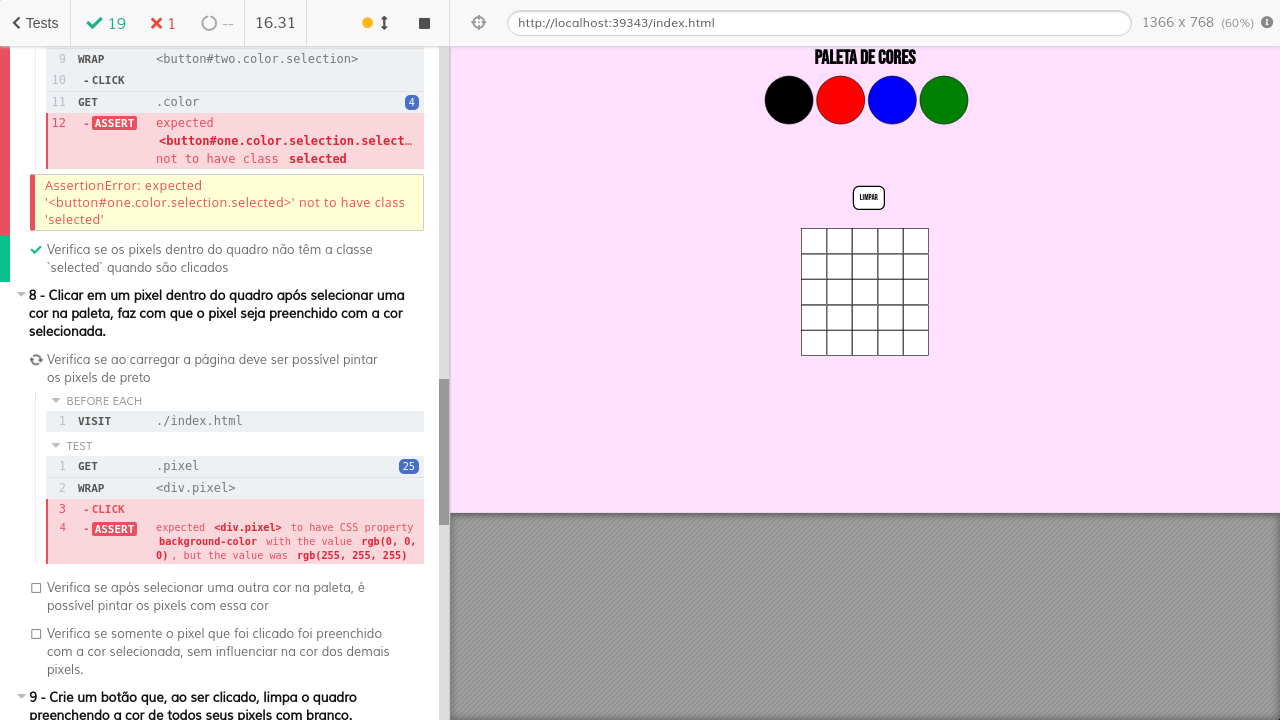 Tests 19 1 -- 16.31 http://localhost:39343/index.html 1366 x 768 (60%)
9 WRAP <button#two.color.selection>
10 -CLICK
11 GET .color 4
12 -ASSERT expected
<button#one.color.selection.select…
not to have class selected
AssertionError: expected
'<button#one.color.selection.selected>' not to have class
'selected'
Verifica se os pixels dentro do quadro não têm a classe
`selected` quando são clicados
8 - Clicar em um pixel dentro do quadro após selecionar uma
cor na paleta, faz com que o pixel seja preenchido com a cor
selecionada.
Verifica se ao carregar a página deve ser possível pintar
os pixels de preto
BEFORE EACH
1 VISIT ./index.html
TEST
1 GET .pixel 25
2 WRAP <div.pixel>
3 -CLICK
4 -ASSERT expected <div.pixel> to have CSS property
background-color with the value rgb(0, 0,
0), but the value was rgb(255, 255, 255)
Verifica se após selecionar uma outra cor na paleta, é
possível pintar os pixels com essa cor
Verifica se somente o pixel que foi clicado foi preenchido
com a cor selecionada, sem influenciar na cor dos demais
pixels.
9 - Crie um botão que, ao ser clicado, limpa o quadro
preenchendo a cor de todos seus pixels com branco.
PALETA DE CORES
LIMPAR